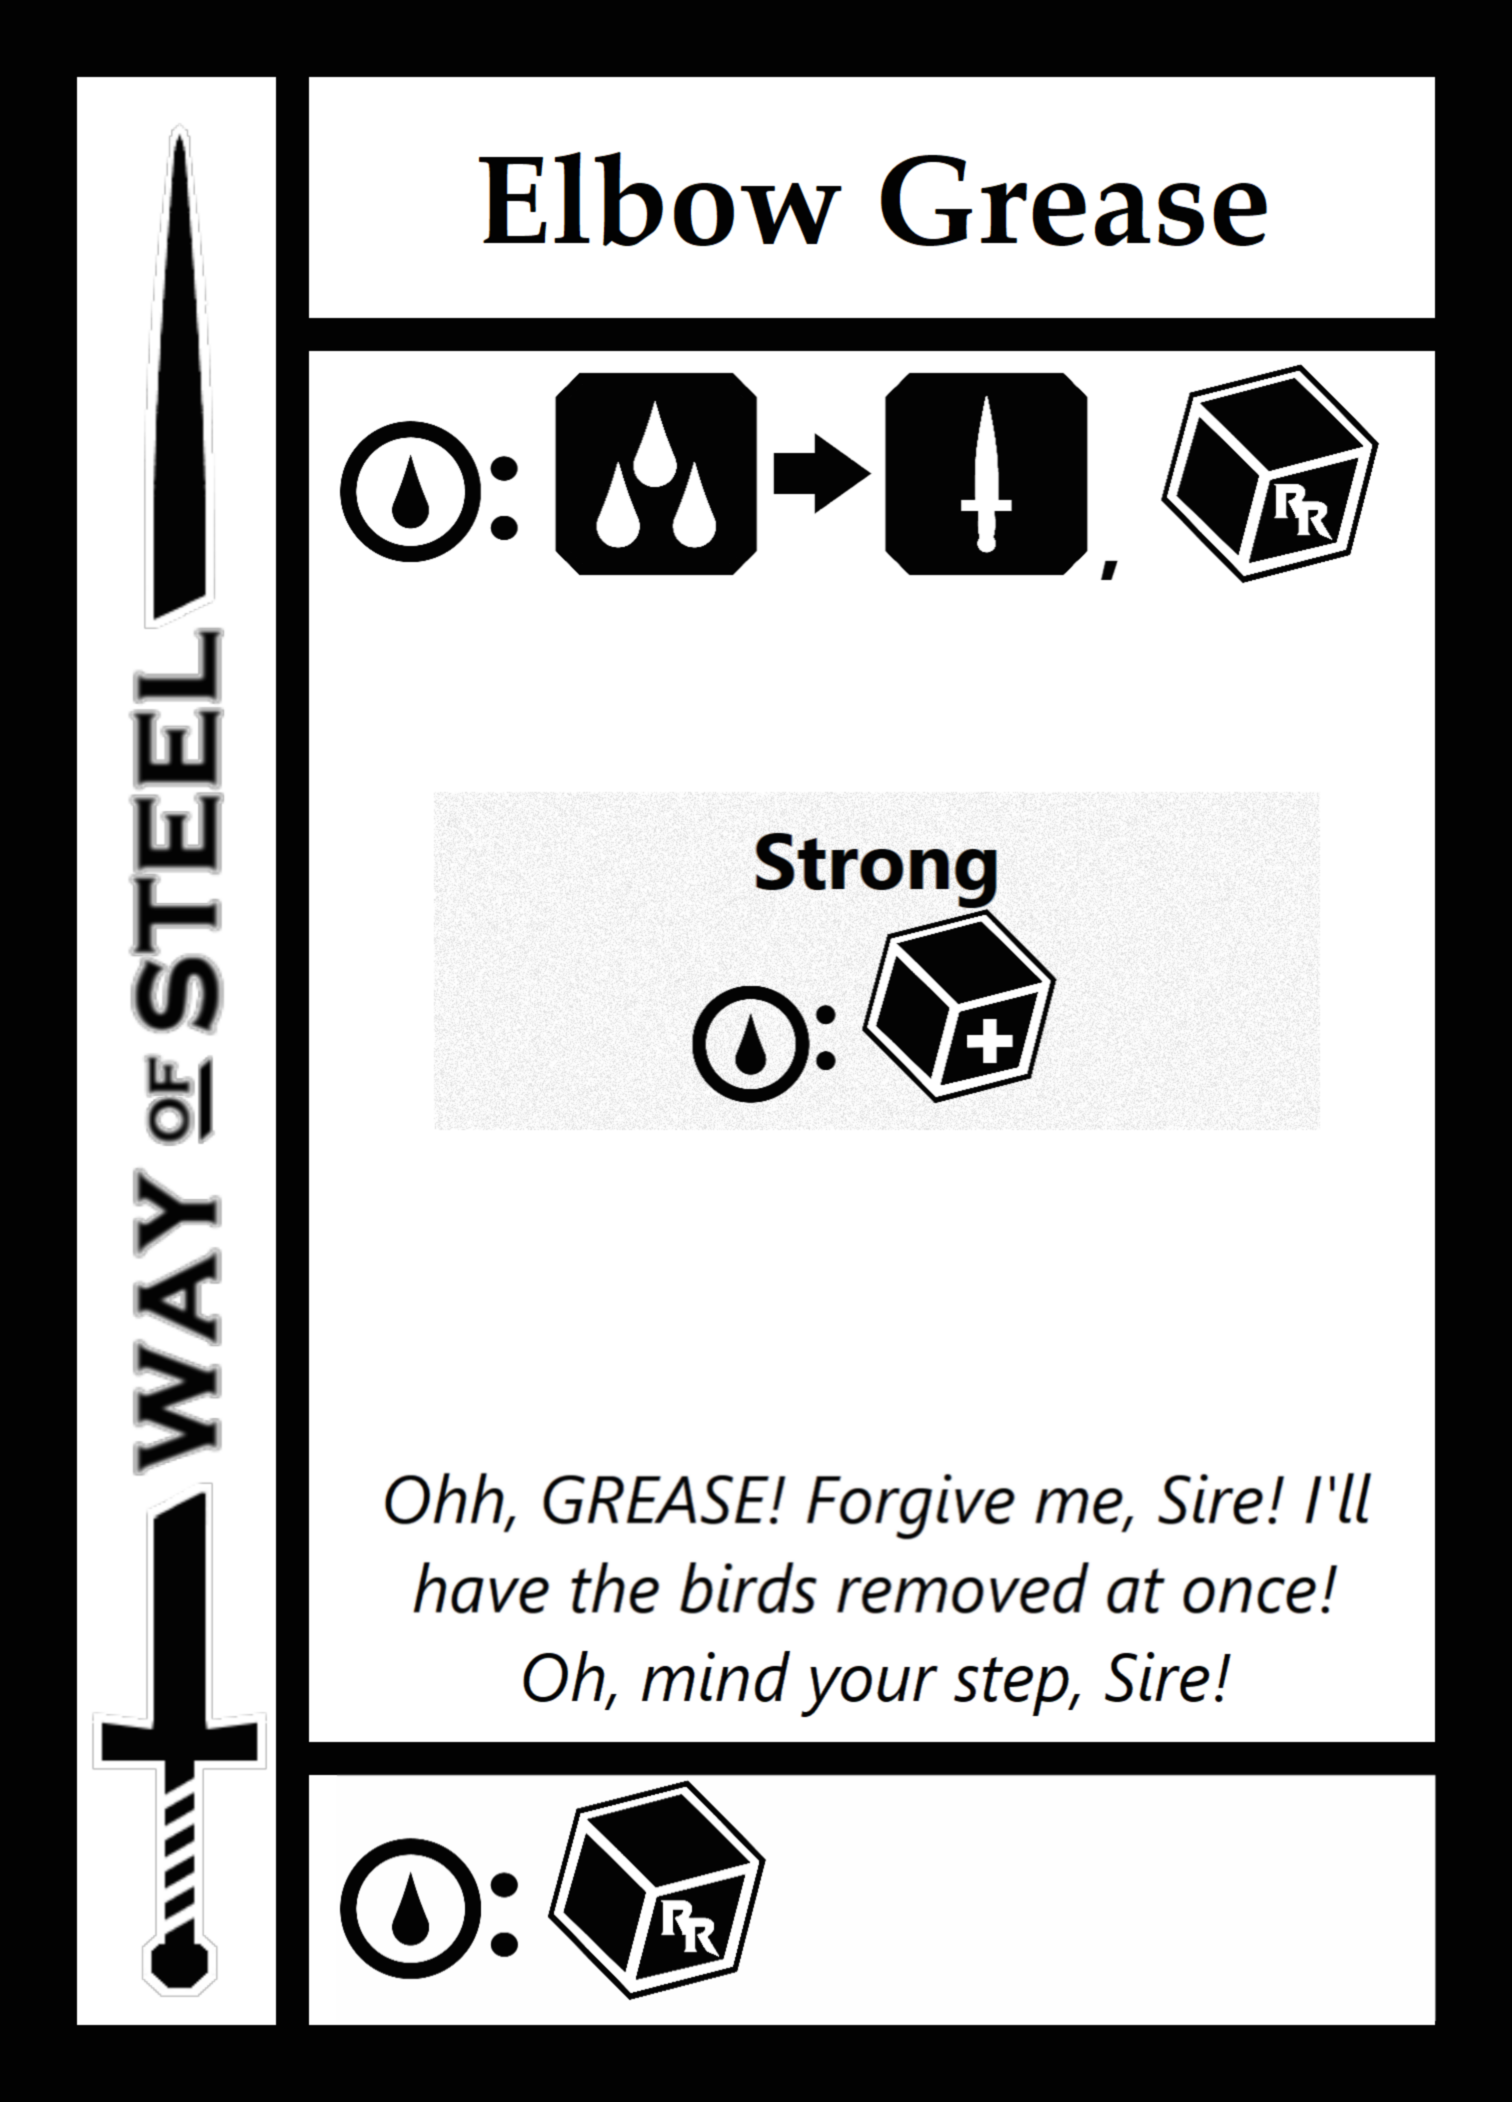 Elbow Grease
WAY OF STEEL
: , RR
Strong
: +
Ohh, GREASE! Forgive me, Sire! I'll
have the birds removed at once!
Oh, mind your step, Sire!
: RR